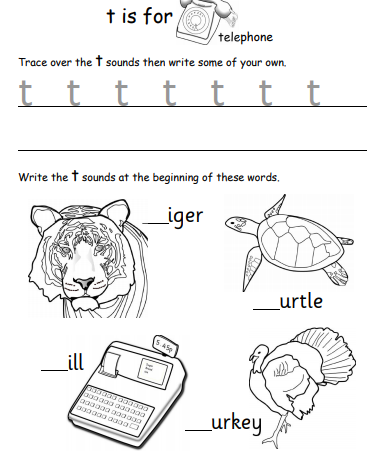 t is for
telephone
Trace over the t sounds then write some of your own.
t t t t t t t
Write the t sounds at the beginning of these words.
__iger
__urtle
__ill
__urkey